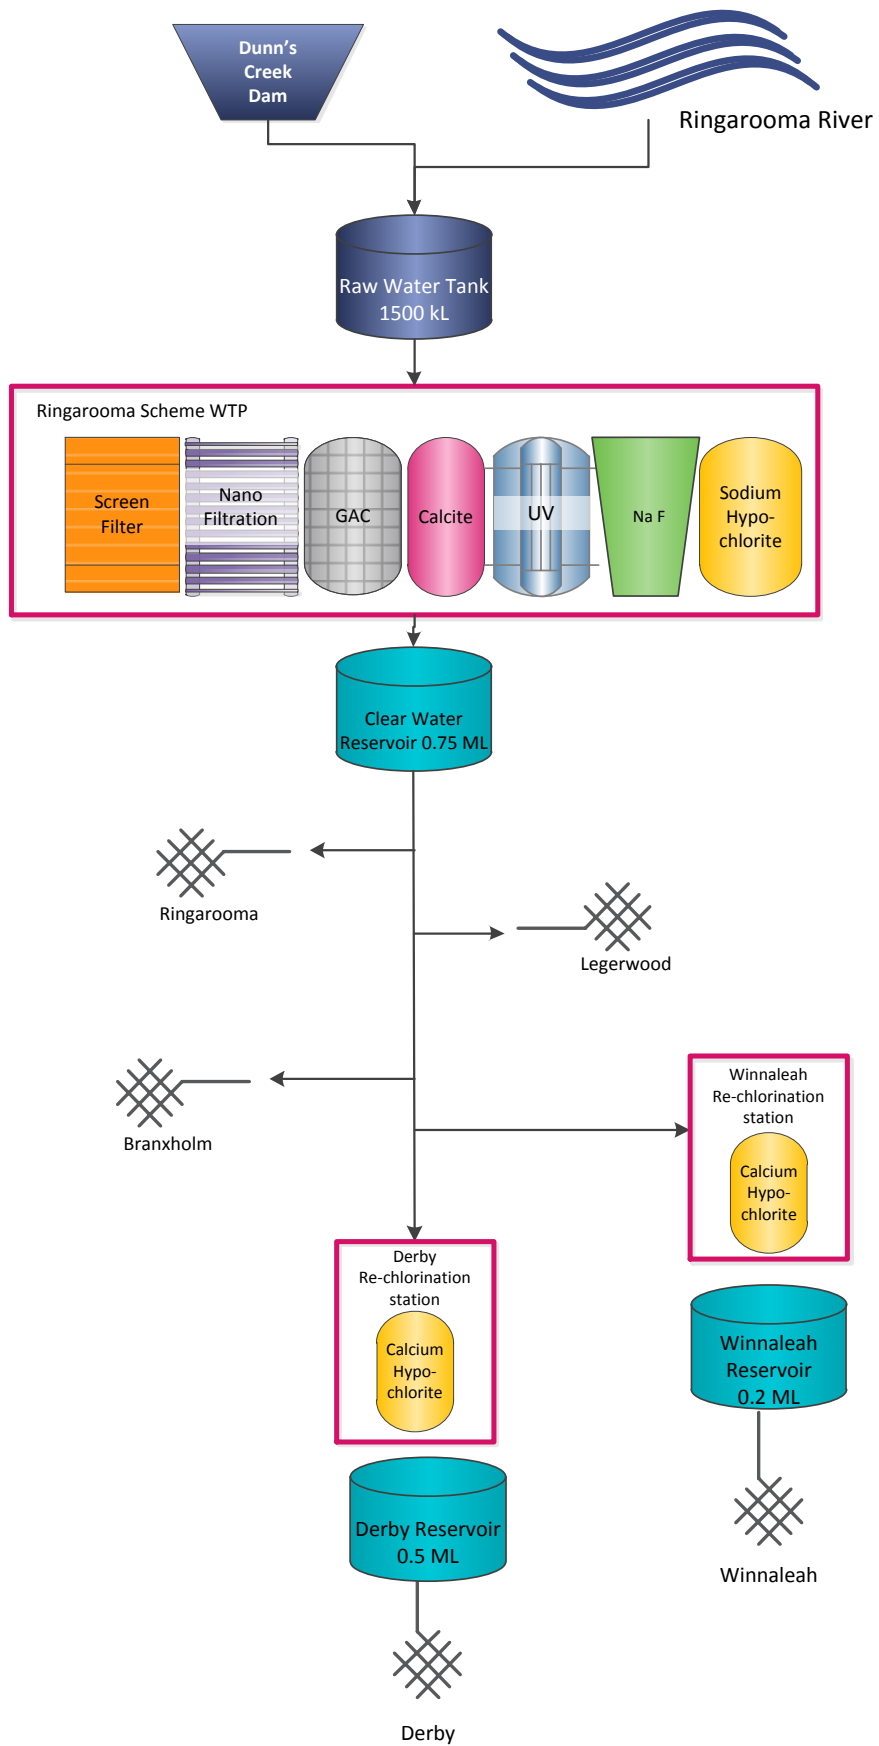 Dunn's
Creek
Dam
Ringarooma River
Raw Water Tank
1500 kL
Ringarooma Scheme WTP
Screen
Filter
Nano
Filtration
GAC
Calcite
UV
Na F
Sodium
Hypo-
chlorite
Clear Water
Reservoir 0.75 ML
Ringarooma
Legerwood
Branxholm
Winnaleah
Re-chlorination
station
Calcium
Hypo-
chlorite
Derby
Re-chlorination
station
Calcium
Hypo-
chlorite
Winnaleah
Reservoir
0.2 ML
Derby Reservoir
0.5 ML
Winnaleah
Derby